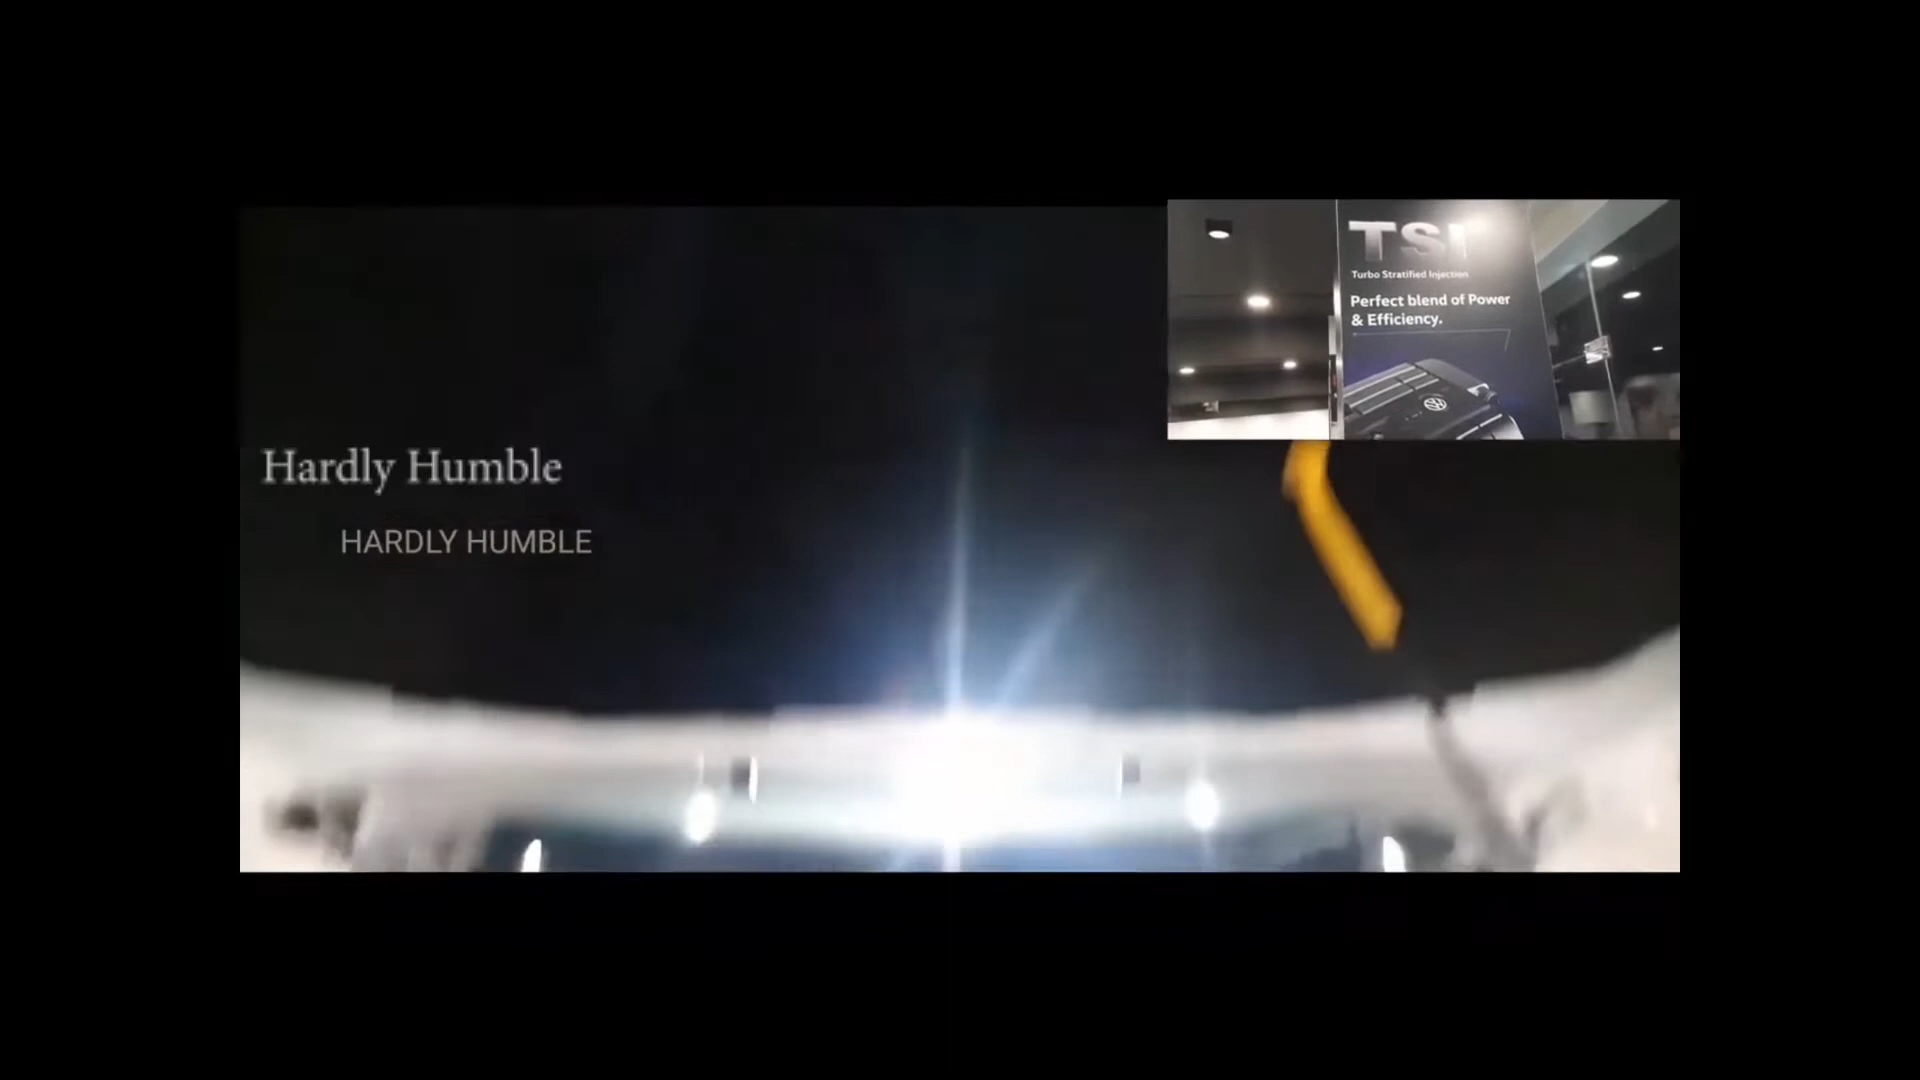 TSI
Turbo Stratified Injection
Perfect blend of Power
& Efficiency.
Hardly Humble
HARDLY HUMBLE